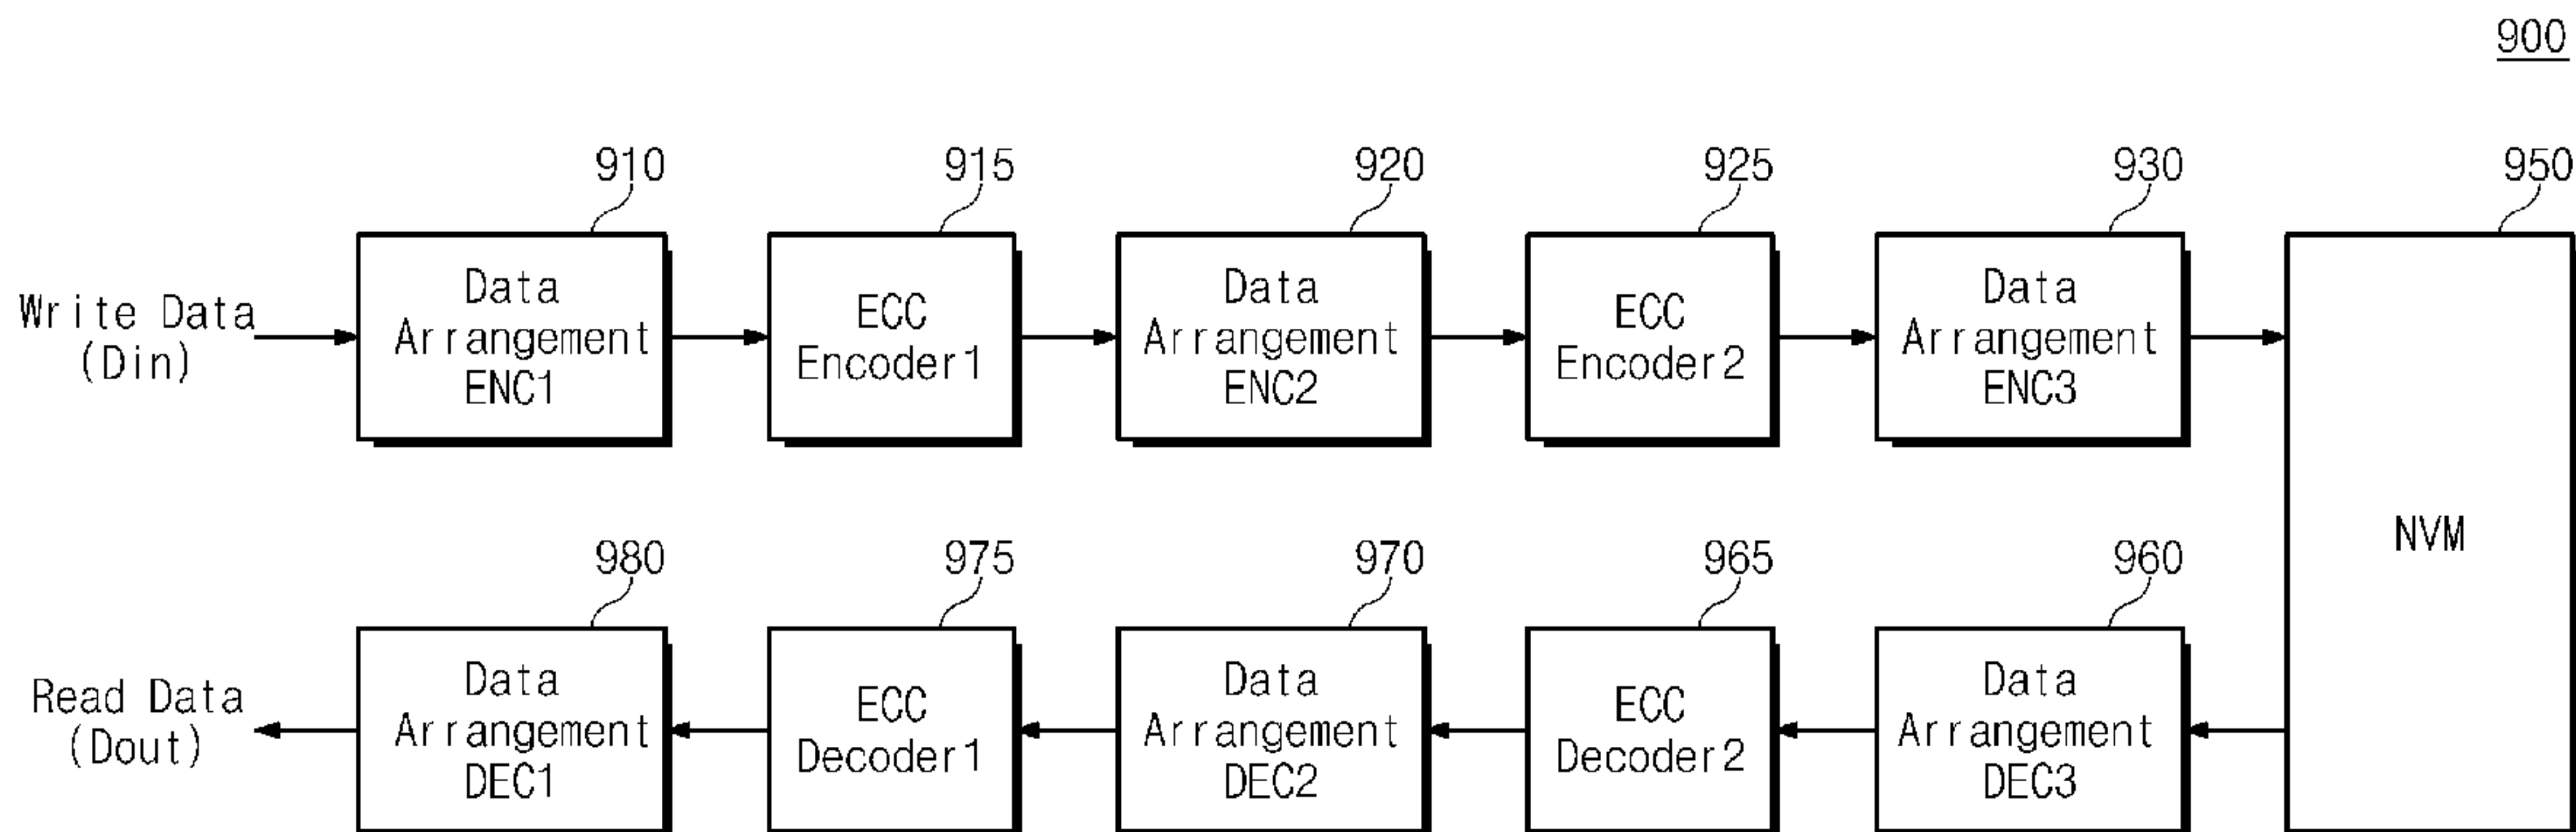 900
910
915
920
925
930
950
Write Data
(Din)
Data
Arrangement
ENC1
ECC
Encoder1
Data
Arrangement
ENC2
ECC
Encoder2
Data
Arrangement
ENC3
NVM
980
975
970
965
960
Read Data
(Dout)
Data
Arrangement
DEC1
ECC
Decoder1
Data
Arrangement
DEC2
ECC
Decoder2
Data
Arrangement
DEC3